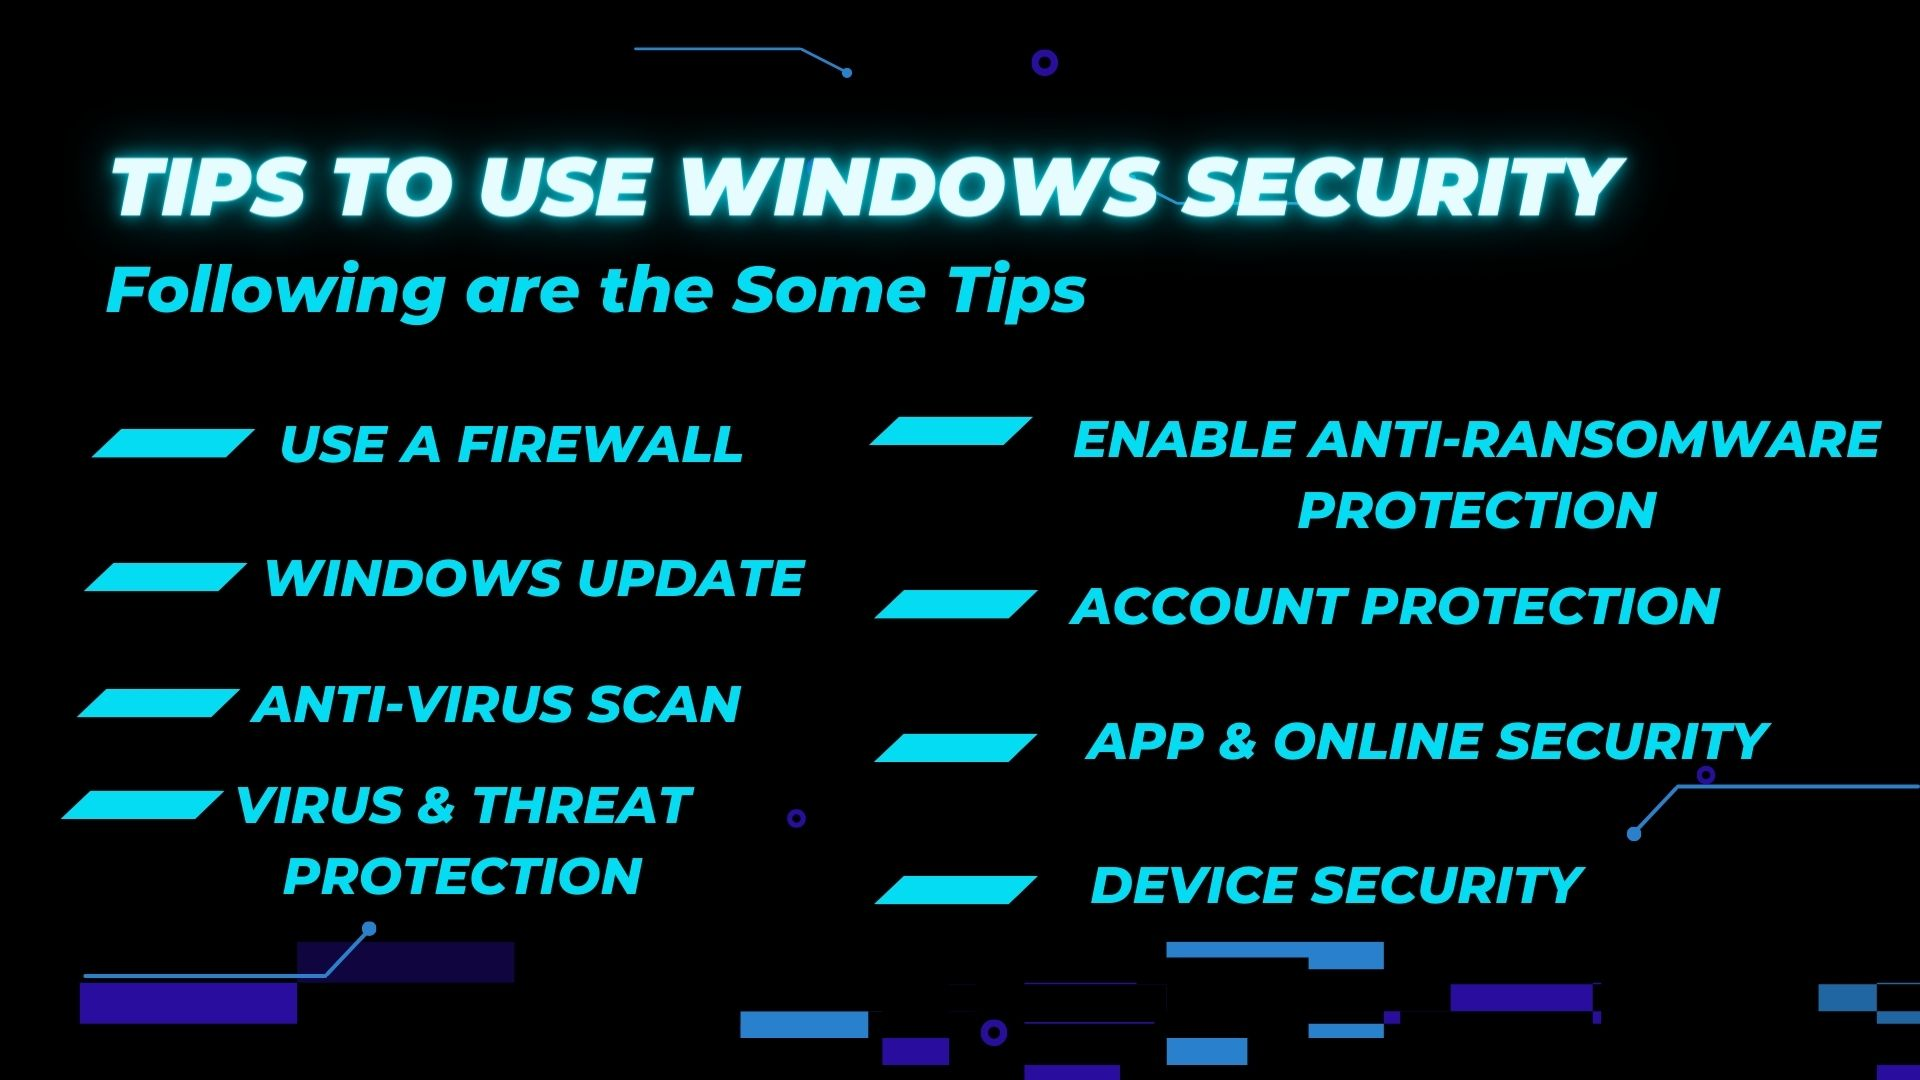 TIPS TO USE WINDOWS SECURITY
Following are the Some Tips
USE A FIREWALL
WINDOWS UPDATE
ANTI-VIRUS SCAN
VIRUS & THREAT
PROTECTION
ENABLE ANTI-RANSOMWARE
PROTECTION
ACCOUNT PROTECTION
APP & ONLINE SECURITY
DEVICE SECURITY